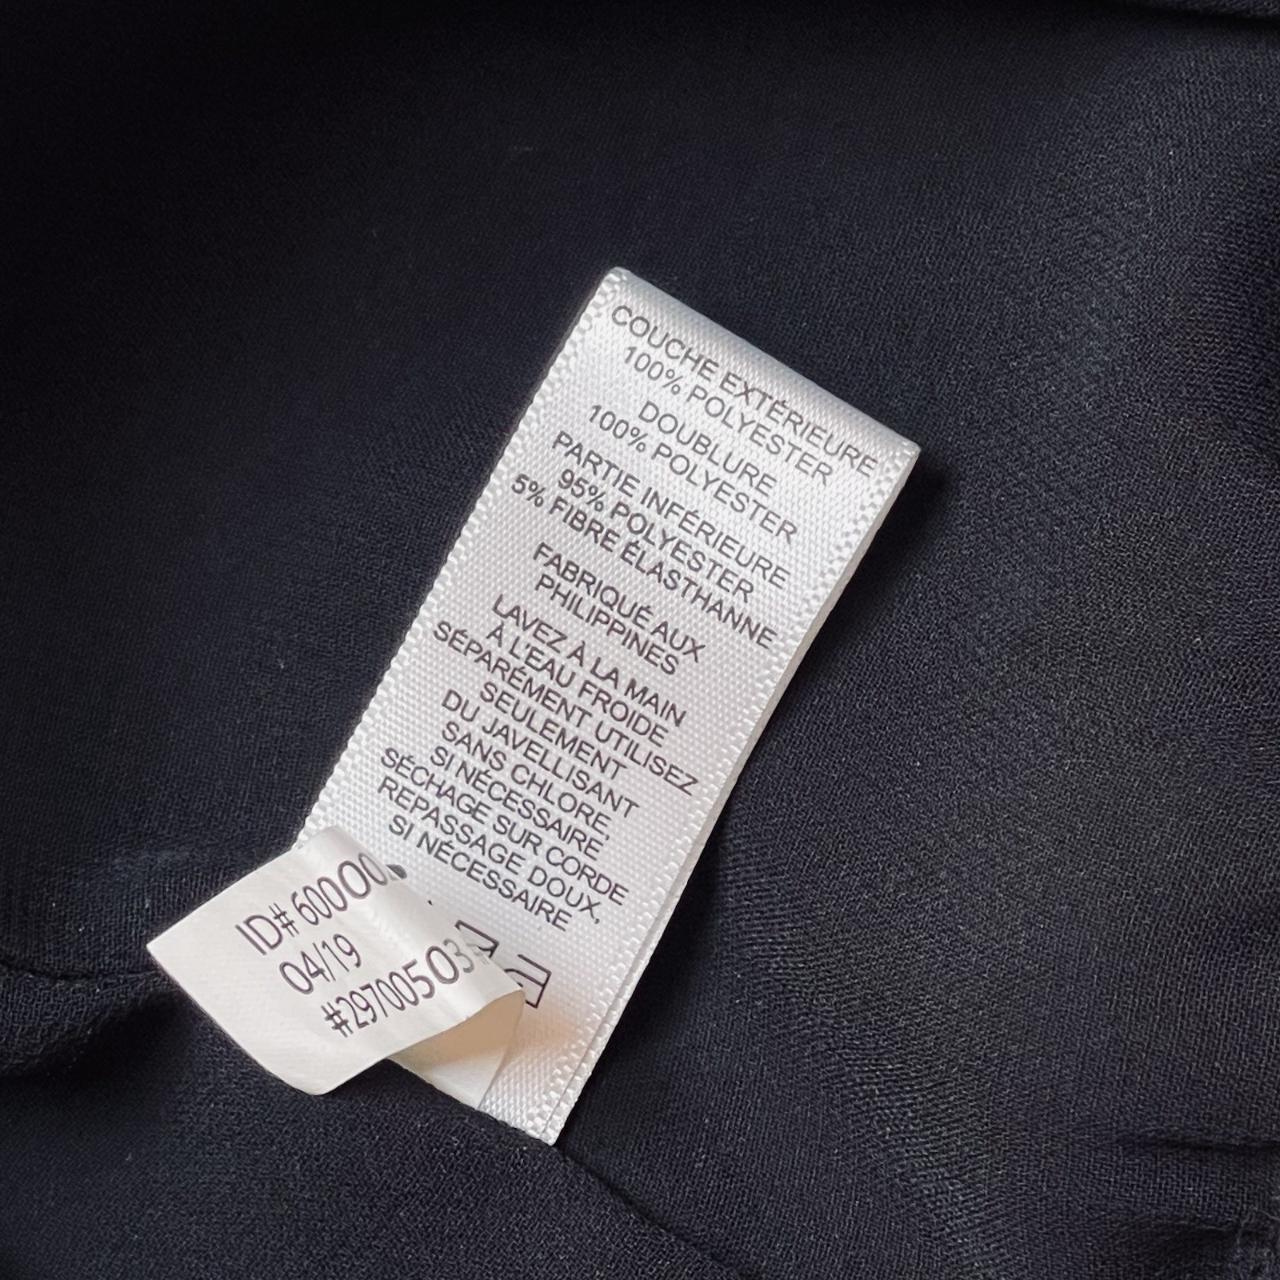 COUCHE EXTÉRIEURE
100% POLYESTER
DOUBLURE
100% POLYESTER
PARTIE INFÉRIEURE
95% POLYESTER
5% FIBRE ÉLASTHANNE
FABRIQUÉ AUX
PHILIPPINES
LAVEZ À LA MAIN
À L'EAU FROIDE
SÉPARÉMENT UTILISEZ
SEULEMENT
DU JAVELLISANT
SANS CHLORE,
SI NÉCESSAIRE,
SÉCHAGE SUR CORDE
REPASSAGE DOUX,
SI NÉCESSAIRE
ID#
04/19